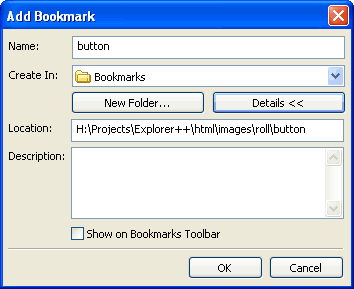 Add Bookmark
Name: button
Create In: Bookmarks
New Folder... Details <<
Location: H:\Projects\Explorer++\html\images\roll\button
Description:
Show on Bookmarks Toolbar
OK Cancel